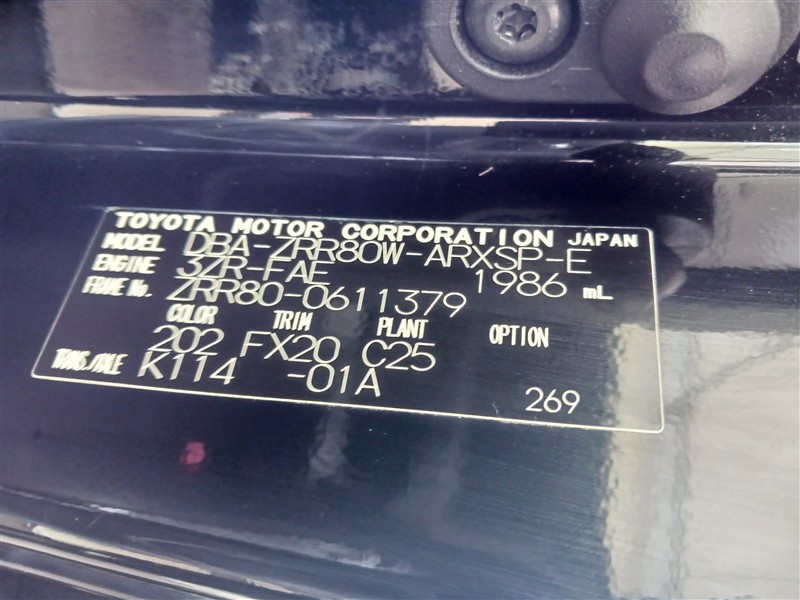 TOYOTA MOTOR CORPORATION JAPAN
MODEL DBA-ZRR80W-ARXSP-E
ENGINE 3ZR-FAE 1986 mL
FRAME No. ZRR80-0611379
COLOR TRIM PLANT OPTION
202 FX20 C25
TRANS./AXLE K114 -01A
269